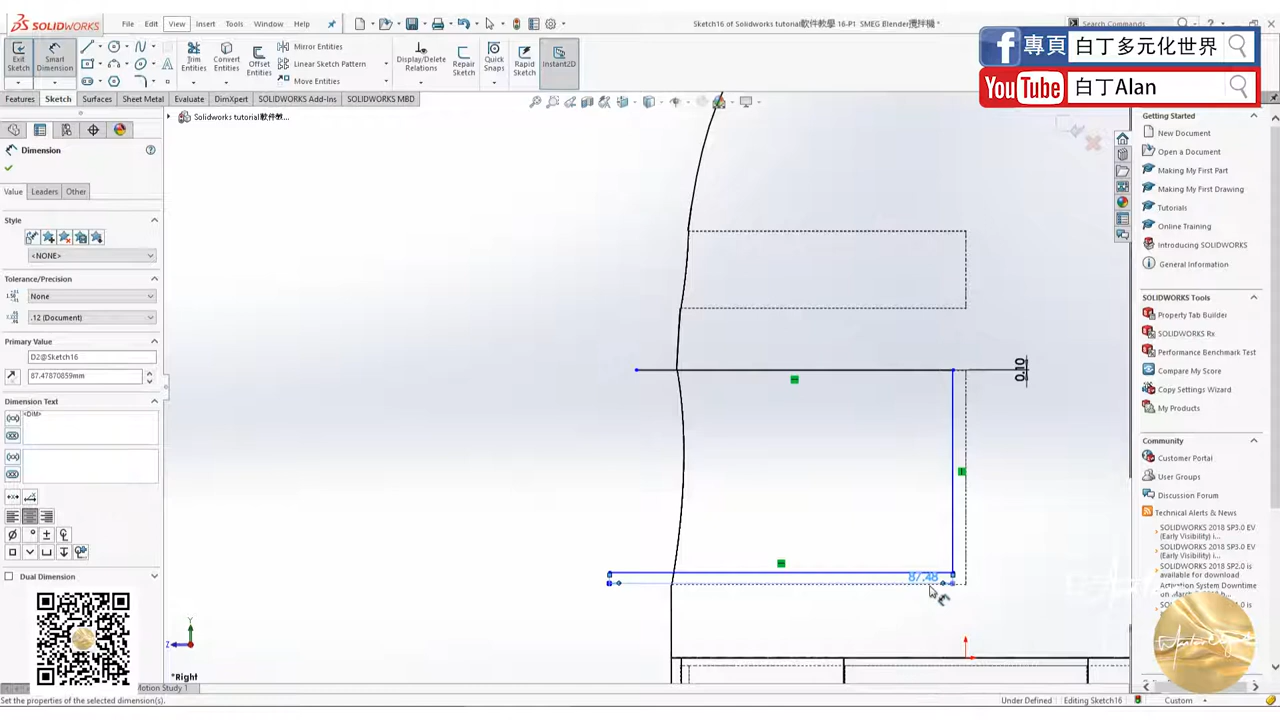 SOLIDWORKS File Edit View Insert Tools Window Help Sketch16 of Solidworks tutorial軟件教學 16-P1 SMEG Blender攪拌機 * Search Commands
專頁 白丁多元化世界
YouTube 白丁Alan
Exit Sketch
Smart Dimension
Trim Entities
Convert Entities
Offset Entities
Mirror Entities
Linear Sketch Pattern
Move Entities
Display/Delete Relations
Repair Sketch
Quick Snaps
Rapid Sketch
Instant2D
Features Sketch Surfaces Sheet Metal Evaluate DimXpert SOLIDWORKS Add-Ins SOLIDWORKS MBD
Solidworks tutorial軟件教...
Dimension
Value Leaders Other
Style
<NONE>
Tolerance/Precision
None
.12 (Document)
Primary Value
D2@Sketch16
87.47870859mm
Dimension Text
<DIM>
Dual Dimension
0.10
87.48
Y
Z
*Right
Motion Study 1
Getting Started
New Document
Open a Document
Making My First Part
Making My First Drawing
Tutorials
Online Training
Introducing SOLIDWORKS
General Information
SOLIDWORKS Tools
Property Tab Builder
SOLIDWORKS Rx
Performance Benchmark Test
Compare My Score
Copy Settings Wizard
My Products
Community
Customer Portal
User Groups
Discussion Forum
Technical Alerts & News
SOLIDWORKS 2018 SP3.0 EV
(Early Visibility) i...
SOLIDWORKS 2018 SP3.0 EV
(Early Visibility) i...
SOLIDWORKS 2018 SP2.0 is
available for download
Set the properties of the selected dimension(s).
Under Defined Editing Sketch16 Custom